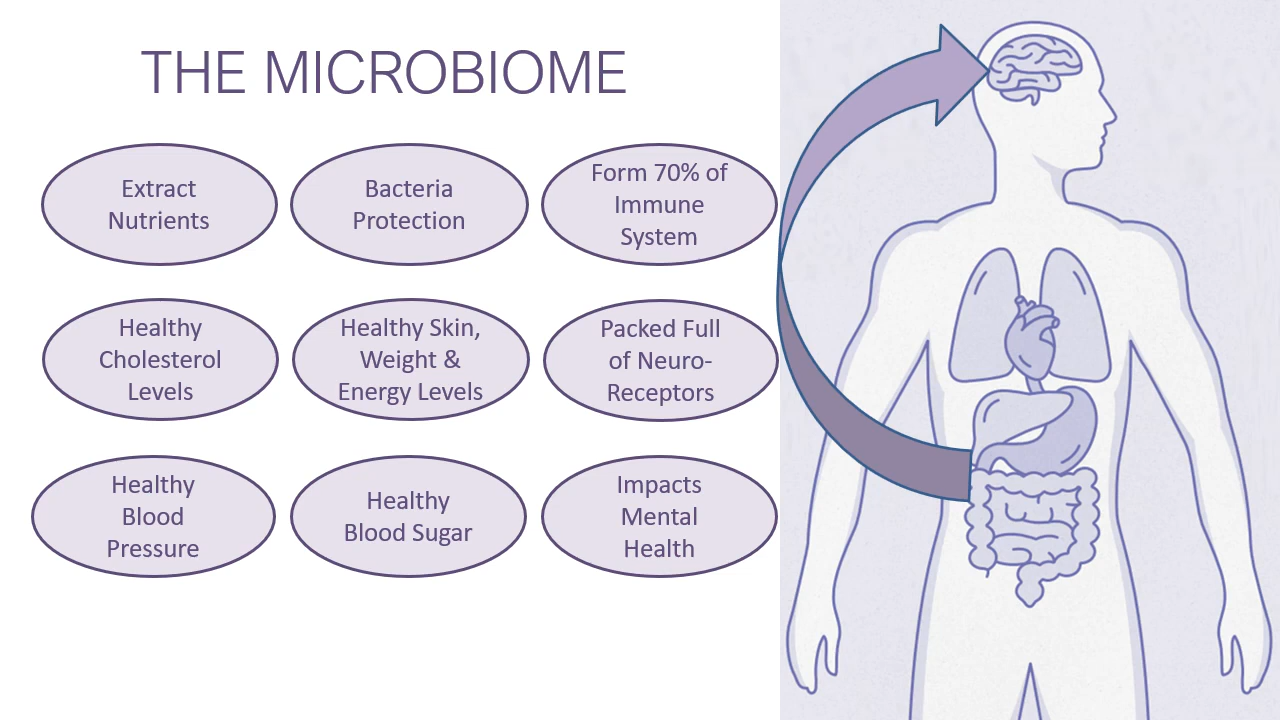 THE MICROBIOME
Extract
Nutrients
Bacteria
Protection
Form 70% of
Immune
System
Healthy
Cholesterol
Levels
Healthy Skin,
Weight &
Energy Levels
Packed Full
of Neuro-
Receptors
Healthy
Blood
Pressure
Healthy
Blood Sugar
Impacts
Mental
Health